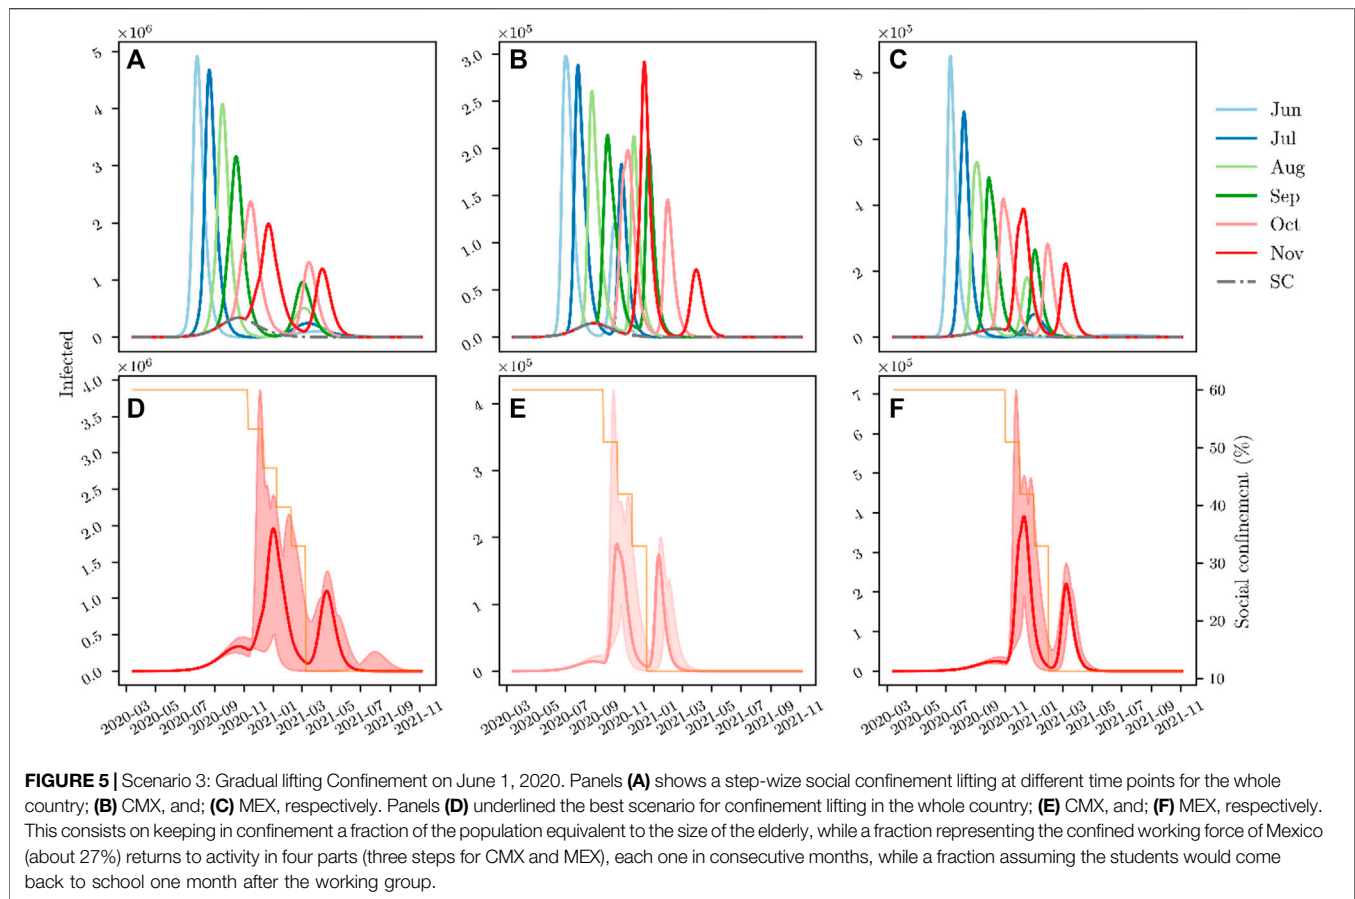 ×10⁶
×10⁵
×10⁵
A
B
C
5
4
3
2
1
0
3.0
2.5
2.0
1.5
1.0
0.5
0.0
8
6
4
2
0
Jun
Jul
Aug
Sep
Oct
Nov
SC
Infected
×10⁶
×10⁵
×10⁵
D
E
F
4.0
3.5
3.0
2.5
2.0
1.5
1.0
0.5
0.0
4
3
2
1
0
7
6
5
4
3
2
1
0
60
50
40
30
20
10
Social confinement (%)
2020-03 2020-05 2020-07 2020-09 2020-11 2021-01 2021-03 2021-05 2021-07 2021-09 2021-11
2020-03 2020-05 2020-07 2020-09 2020-11 2021-01 2021-03 2021-05 2021-07 2021-09 2021-11
2020-03 2020-05 2020-07 2020-09 2020-11 2021-01 2021-03 2021-05 2021-07 2021-09 2021-11
FIGURE 5 | Scenario 3: Gradual lifting Confinement on June 1, 2020. Panels (A) shows a step-wize social confinement lifting at different time points for the whole
country; (B) CMX, and; (C) MEX, respectively. Panels (D) underlined the best scenario for confinement lifting in the whole country; (E) CMX, and; (F) MEX, respectively.
This consists on keeping in confinement a fraction of the population equivalent to the size of the elderly, while a fraction representing the confined working force of Mexico
(about 27%) returns to activity in four parts (three steps for CMX and MEX), each one in consecutive months, while a fraction assuming the students would come
back to school one month after the working group.